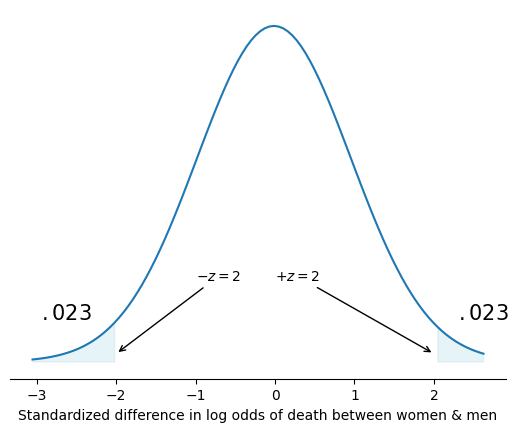 −z = 2
+z = 2
.023
.023
−3 −2 −1 0 1 2
Standardized difference in log odds of death between women & men